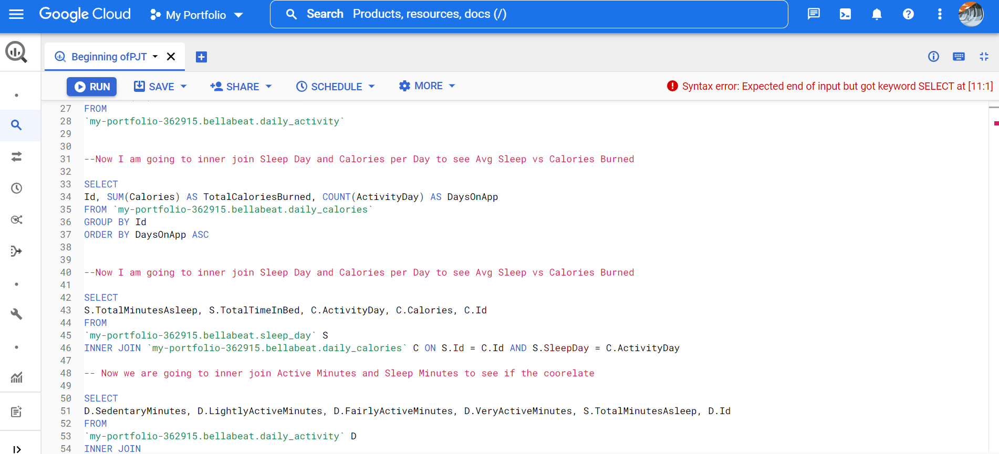 Google Cloud My Portfolio Search Products, resources, docs (/)
Beginning ofPJT
RUN SAVE SHARE SCHEDULE MORE Syntax error: Expected end of input but got keyword SELECT at [11:1]
27 FROM
28 `my-portfolio-362915.bellabeat.daily_activity`
29
30
31 --Now I am going to inner join Sleep Day and Calories per Day to see Avg Sleep vs Calories Burned
32
33 SELECT
34 Id, SUM(Calories) AS TotalCaloriesBurned, COUNT(ActivityDay) AS DaysOnApp
35 FROM `my-portfolio-362915.bellabeat.daily_calories`
36 GROUP BY Id
37 ORDER BY DaysOnApp ASC
38
39
40 --Now I am going to inner join Sleep Day and Calories per Day to see Avg Sleep vs Calories Burned
41
42 SELECT
43 S.TotalMinutesAsleep, S.TotalTimeInBed, C.ActivityDay, C.Calories, C.Id
44 FROM
45 `my-portfolio-362915.bellabeat.sleep_day` S
46 INNER JOIN `my-portfolio-362915.bellabeat.daily_calories` C ON S.Id = C.Id AND S.SleepDay = C.ActivityDay
47
48 -- Now we are going to inner join Active Minutes and Sleep Minutes to see if the coorelate
49
50 SELECT
51 D.SedentaryMinutes, D.LightlyActiveMinutes, D.FairlyActiveMinutes, D.VeryActiveMinutes, S.TotalMinutesAsleep, D.Id
52 FROM
53 `my-portfolio-362915.bellabeat.daily_activity` D
54 INNER JOIN